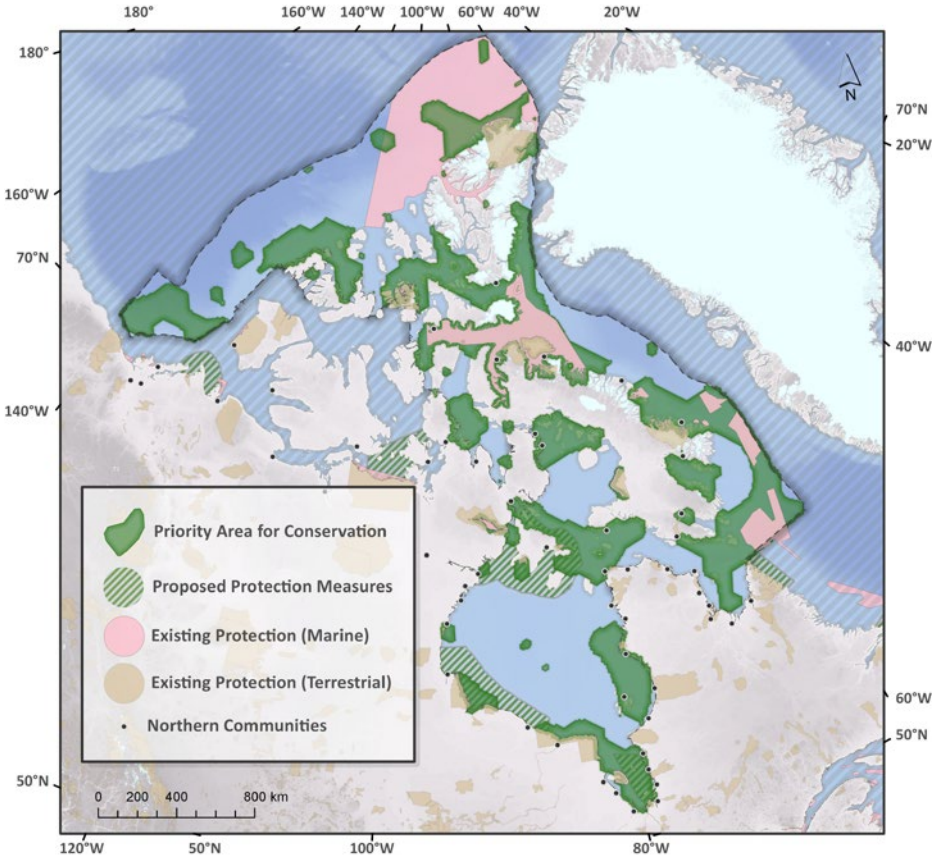 180° 160°W 140°W 100°W 80°W 60°W 40°W 20°W
180°
N
70°N
20°W
160°W
70°N
40°W
140°W
Priority Area for Conservation
Proposed Protection Measures
Existing Protection (Marine)
Existing Protection (Terrestrial)
Northern Communities
60°W
50°N
50°N
0 200 400 800 km
120°W 50°N 100°W 80°W